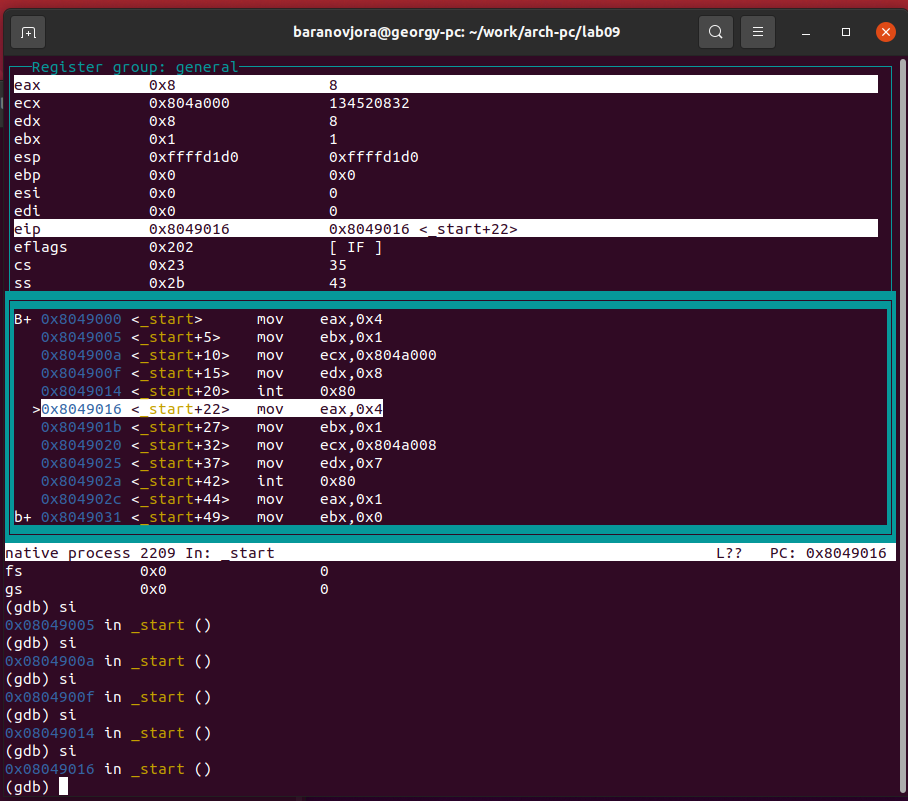 baranovjora@georgy-pc: ~/work/arch-pc/lab09
Register group: general
eax 0x8 8
ecx 0x804a000 134520832
edx 0x8 8
ebx 0x1 1
esp 0xffffd1d0 0xffffd1d0
ebp 0x0 0x0
esi 0x0 0
edi 0x0 0
eip 0x8049016 0x8049016 <_start+22>
eflags 0x202 [ IF ]
cs 0x23 35
ss 0x2b 43
B+ 0x8049000 <_start> mov eax,0x4
0x8049005 <_start+5> mov ebx,0x1
0x804900a <_start+10> mov ecx,0x804a000
0x804900f <_start+15> mov edx,0x8
0x8049014 <_start+20> int 0x80
>0x8049016 <_start+22> mov eax,0x4
0x804901b <_start+27> mov ebx,0x1
0x8049020 <_start+32> mov ecx,0x804a008
0x8049025 <_start+37> mov edx,0x7
0x804902a <_start+42> int 0x80
0x804902c <_start+44> mov eax,0x1
b+ 0x8049031 <_start+49> mov ebx,0x0
native process 2209 In: _start L?? PC: 0x8049016
fs 0x0 0
gs 0x0 0
(gdb) si
0x08049005 in _start ()
(gdb) si
0x0804900a in _start ()
(gdb) si
0x0804900f in _start ()
(gdb) si
0x08049014 in _start ()
(gdb) si
0x08049016 in _start ()
(gdb)